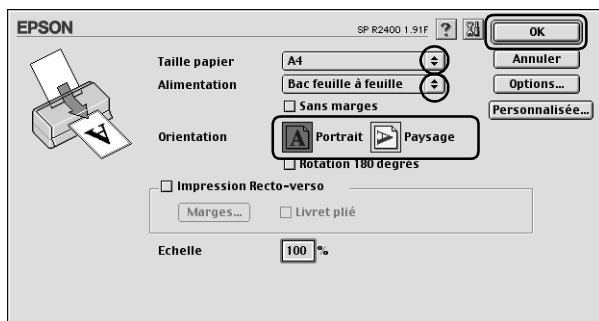 EPSON SP R2400 1.91F ? OK
Taille papier A4 Annuler
Alimentation Bac feuille à feuille Options...
Sans marges Personnalisée...
Orientation A Portrait A Paysage
Rotation 180 degrés
Impression Recto-verso
Marges... Livret plié
Echelle 100 %
A